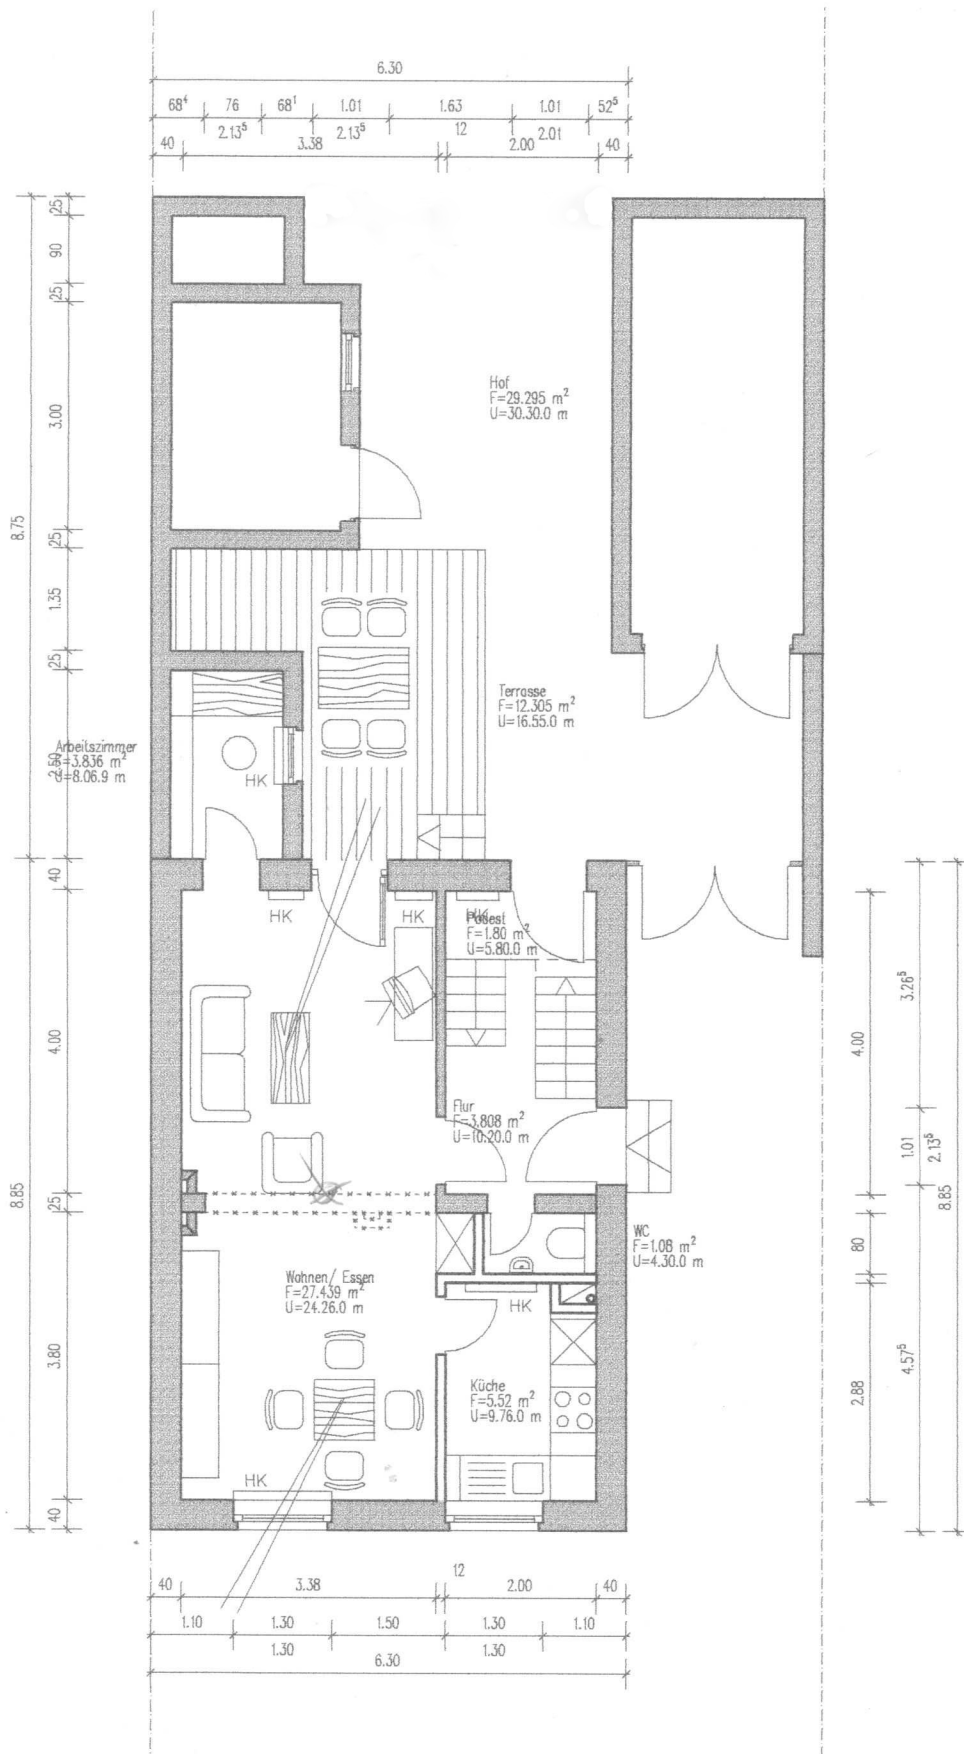 6.30
68⁴ 76 68¹ 1.01 1.63 1.01 52⁵
2.13⁵ 2.13⁵ 12 2.01
40 3.38 2.00 40
25
90
25
3.00
8.75
25
1.35
25
Hof
F=29.295 m²
U=30.30.0 m
Terrasse
F=12.305 m²
U=16.55.0 m
Arbeitszimmer
F=3.836 m²
U=8.06.9 m
HK
40
HK
HK
HK
Podest
F=1.80 m²
U=5.80.0 m
4.00
8.85
25
3.80
40
Flur
F=3.808 m²
U=10.20.0 m
WC
F=1.08 m²
U=4.30.0 m
Wohnen/ Essen
F=27.439 m²
U=24.26.0 m
HK
Küche
F=5.52 m²
U=9.76.0 m
HK
4.00
80
2.88
3.26⁵
1.01
2.13⁵
4.57⁵
8.85
12
40 3.38 2.00 40
1.10 1.30 1.50 1.30 1.10
1.30 1.30
6.30